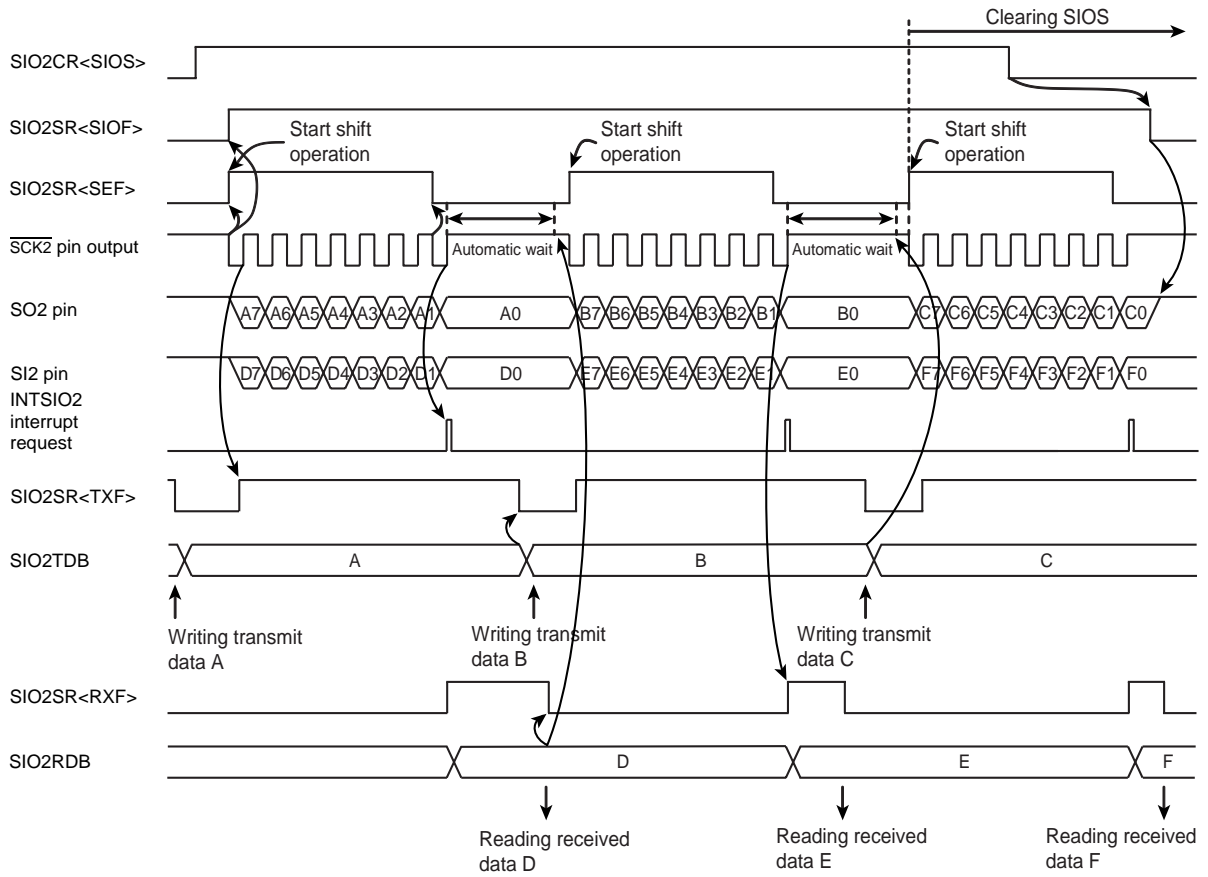 Clearing SIOS
SIO2CR<SIOS>
SIO2SR<SIOF>
Start shift
operation
Start shift
operation
Start shift
operation
SIO2SR<SEF>
SCK2 pin output
Automatic wait
Automatic wait
SO2 pin
A7 A6 A5 A4 A3 A2 A1 A0 B7 B6 B5 B4 B3 B2 B1 B0 C7 C6 C5 C4 C3 C2 C1 C0
SI2 pin
D7 D6 D5 D4 D3 D2 D1 D0 E7 E6 E5 E4 E3 E2 E1 E0 F7 F6 F5 F4 F3 F2 F1 F0
INTSIO2
interrupt
request
SIO2SR<TXF>
SIO2TDB
A B C
Writing transmit
data A
Writing transmit
data B
Writing transmit
data C
SIO2SR<RXF>
SIO2RDB
D E F
Reading received
data D
Reading received
data E
Reading received
data F